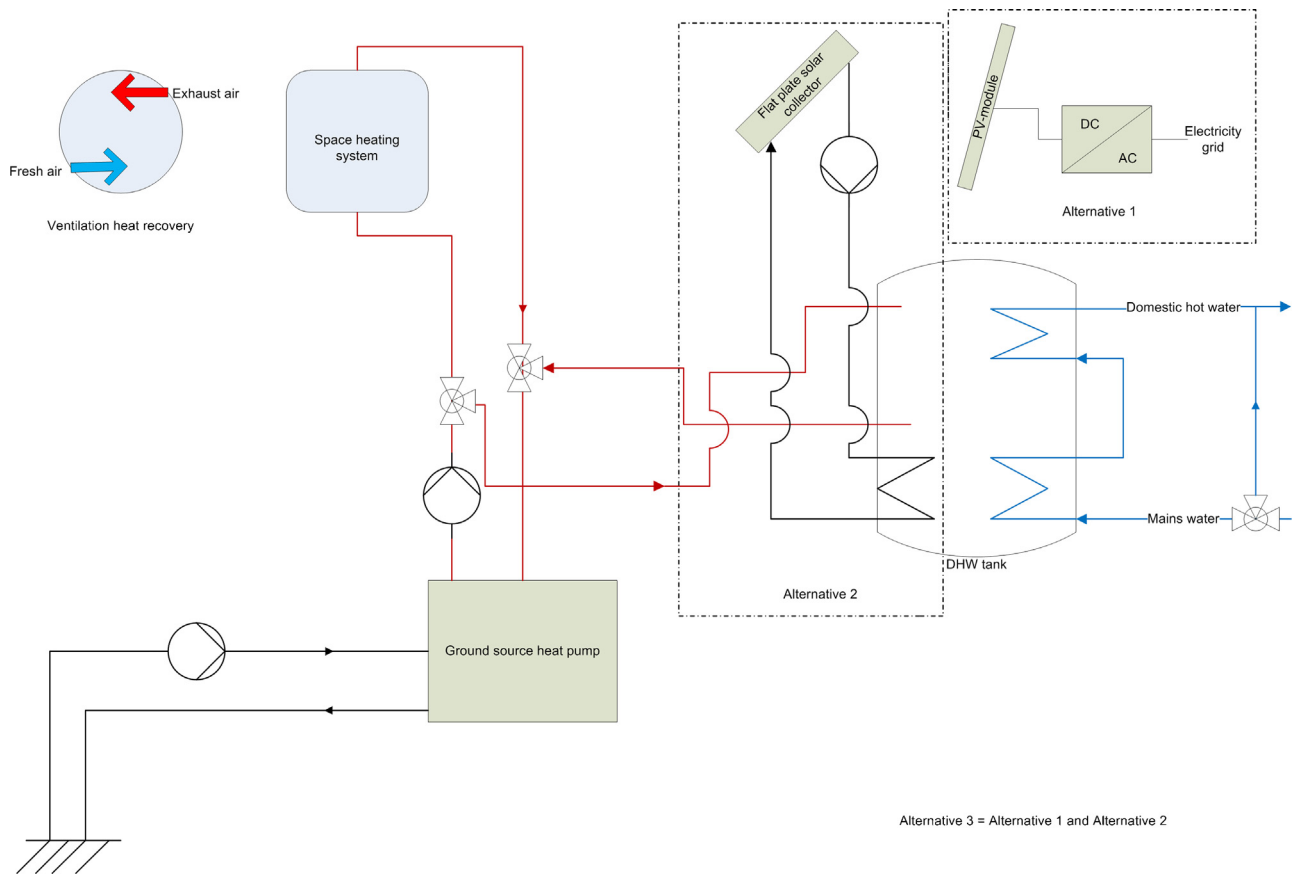 Exhaust air
Fresh air
Ventilation heat recovery
Space heating
system
Flat plate solar
collector
PV-module
DC
AC
Electricity
grid
Alternative 1
Domestic hot water
Mains water
DHW tank
Alternative 2
Ground source heat pump
Alternative 3 = Alternative 1 and Alternative 2